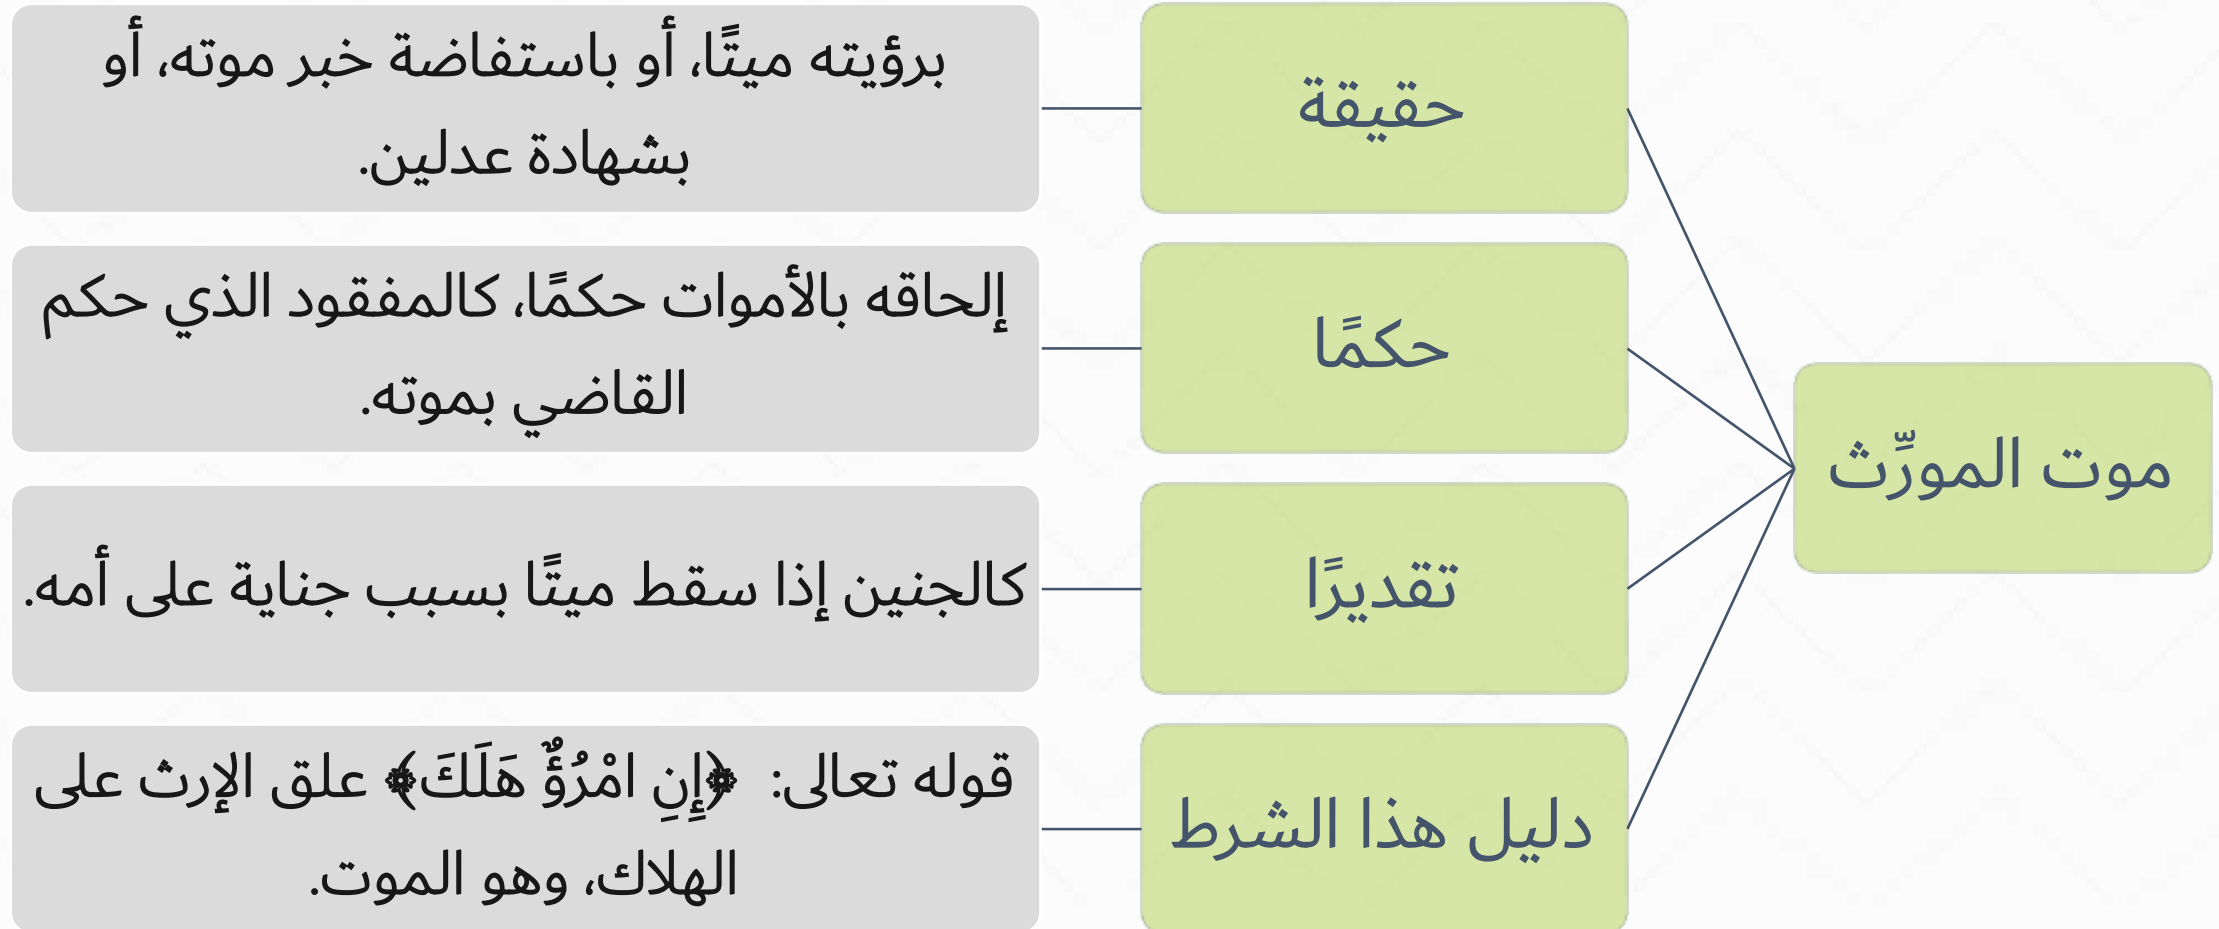 موت المورِّث
حقيقة
برؤيته ميتًا، أو باستفاضة خبر موته، أو
بشهادة عدلين.
حكمًا
إلحاقه بالأموات حكمًا، كالمفقود الذي حكم
القاضي بموته.
تقديرًا
كالجنين إذا سقط ميتًا بسبب جناية على أمه.
دليل هذا الشرط
قوله تعالى: ﴿إِنِ امْرُؤٌ هَلَكَ﴾ علق الإرث على
الهلاك، وهو الموت.